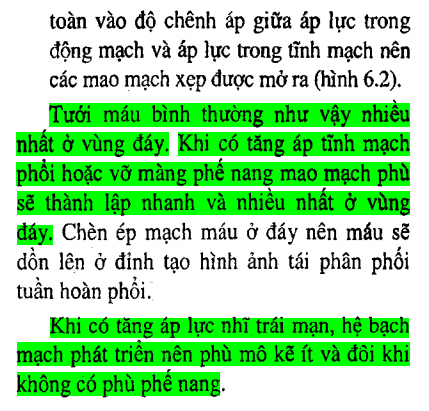 toàn vào độ chênh áp giữa áp lực trong
động mạch và áp lực trong tĩnh mạch nên
các mao mạch xẹp được mở ra (hình 6.2).
Tưới máu bình thường như vậy nhiều
nhất ở vùng đáy. Khi có tăng áp tĩnh mạch
phổi hoặc vỡ màng phế nang mao mạch phù
sẽ thành lập nhanh và nhiều nhất ở vùng
đáy. Chèn ép mạch máu ở đáy nên máu sẽ
dồn lên ở đỉnh tạo hình ảnh tái phân phối
tuần hoàn phổi.
Khi có tăng áp lực nhĩ trái mạn, hệ bạch
mạch phát triển nên phù mô kẽ ít và đôi khi
không có phù phế nang.